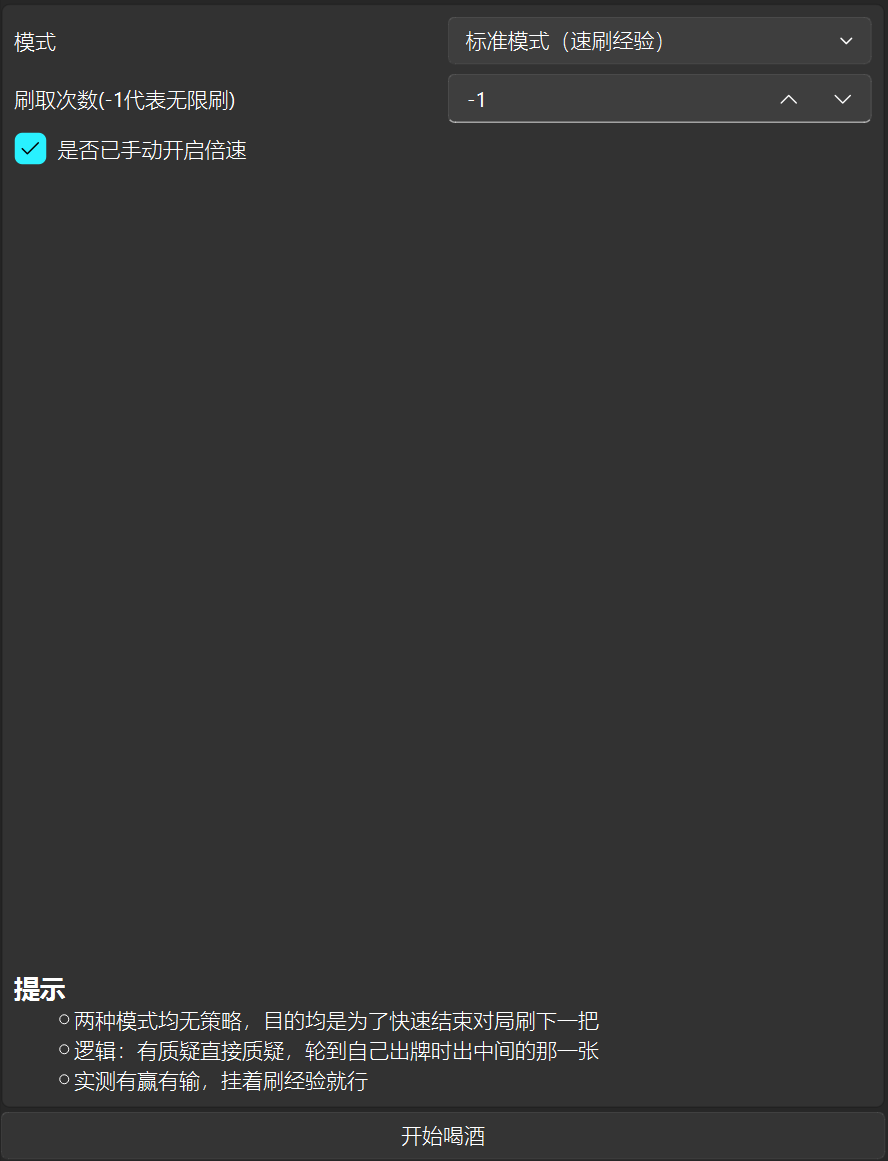 模式
标准模式（速刷经验）
刷取次数(-1代表无限刷)
-1
是否已手动开启倍速
提示
两种模式均无策略，目的均是为了快速结束对局刷下一把
逻辑：有质疑直接质疑，轮到自己出牌时出中间的那一张
实测有赢有输，挂着刷经验就行
开始喝酒